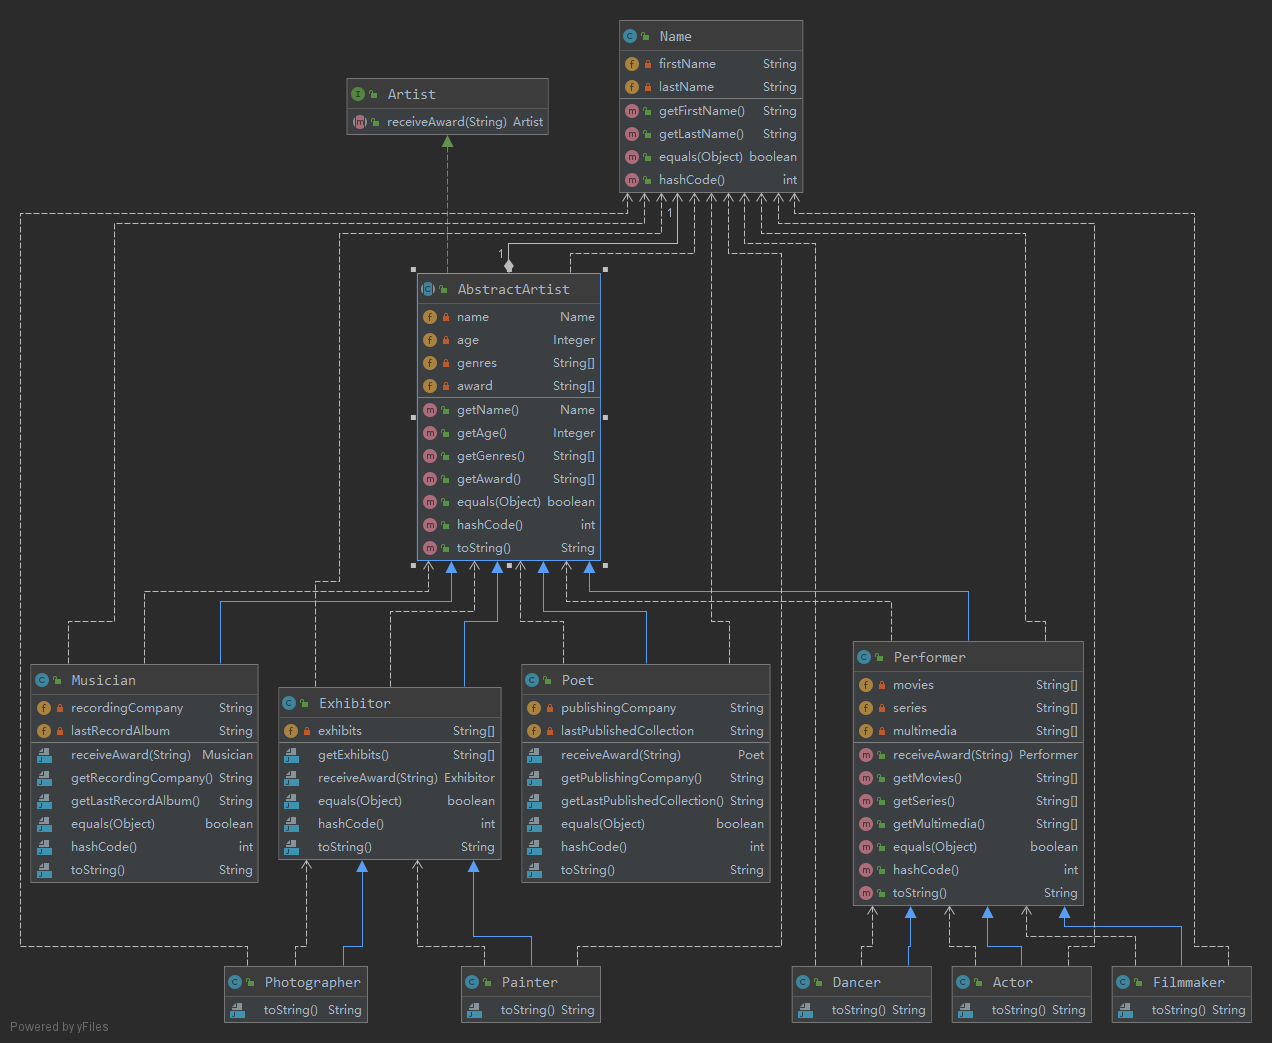 Name
firstName String
lastName String
getFirstName() String
getLastName() String
equals(Object) boolean
hashCode() int
Artist
receiveAward(String) Artist
1
1
AbstractArtist
name Name
age Integer
genres String[]
award String[]
getName() Name
getAge() Integer
getGenres() String[]
getAward() String[]
equals(Object) boolean
hashCode() int
toString() String
Musician
recordingCompany String
lastRecordAlbum String
receiveAward(String) Musician
getRecordingCompany() String
getLastRecordAlbum() String
equals(Object) boolean
hashCode() int
toString() String
Exhibitor
exhibits String[]
getExhibits() String[]
receiveAward(String) Exhibitor
equals(Object) boolean
hashCode() int
toString() String
Poet
publishingCompany String
lastPublishedCollection String
receiveAward(String) Poet
getPublishingCompany() String
getLastPublishedCollection() String
equals(Object) boolean
hashCode() int
toString() String
Performer
movies String[]
series String[]
multimedia String[]
receiveAward(String) Performer
getMovies() String[]
getSeries() String[]
getMultimedia() String[]
equals(Object) boolean
hashCode() int
toString() String
Photographer
toString() String
Painter
toString() String
Dancer
toString() String
Actor
toString() String
Filmmaker
toString() String
Powered by yFiles